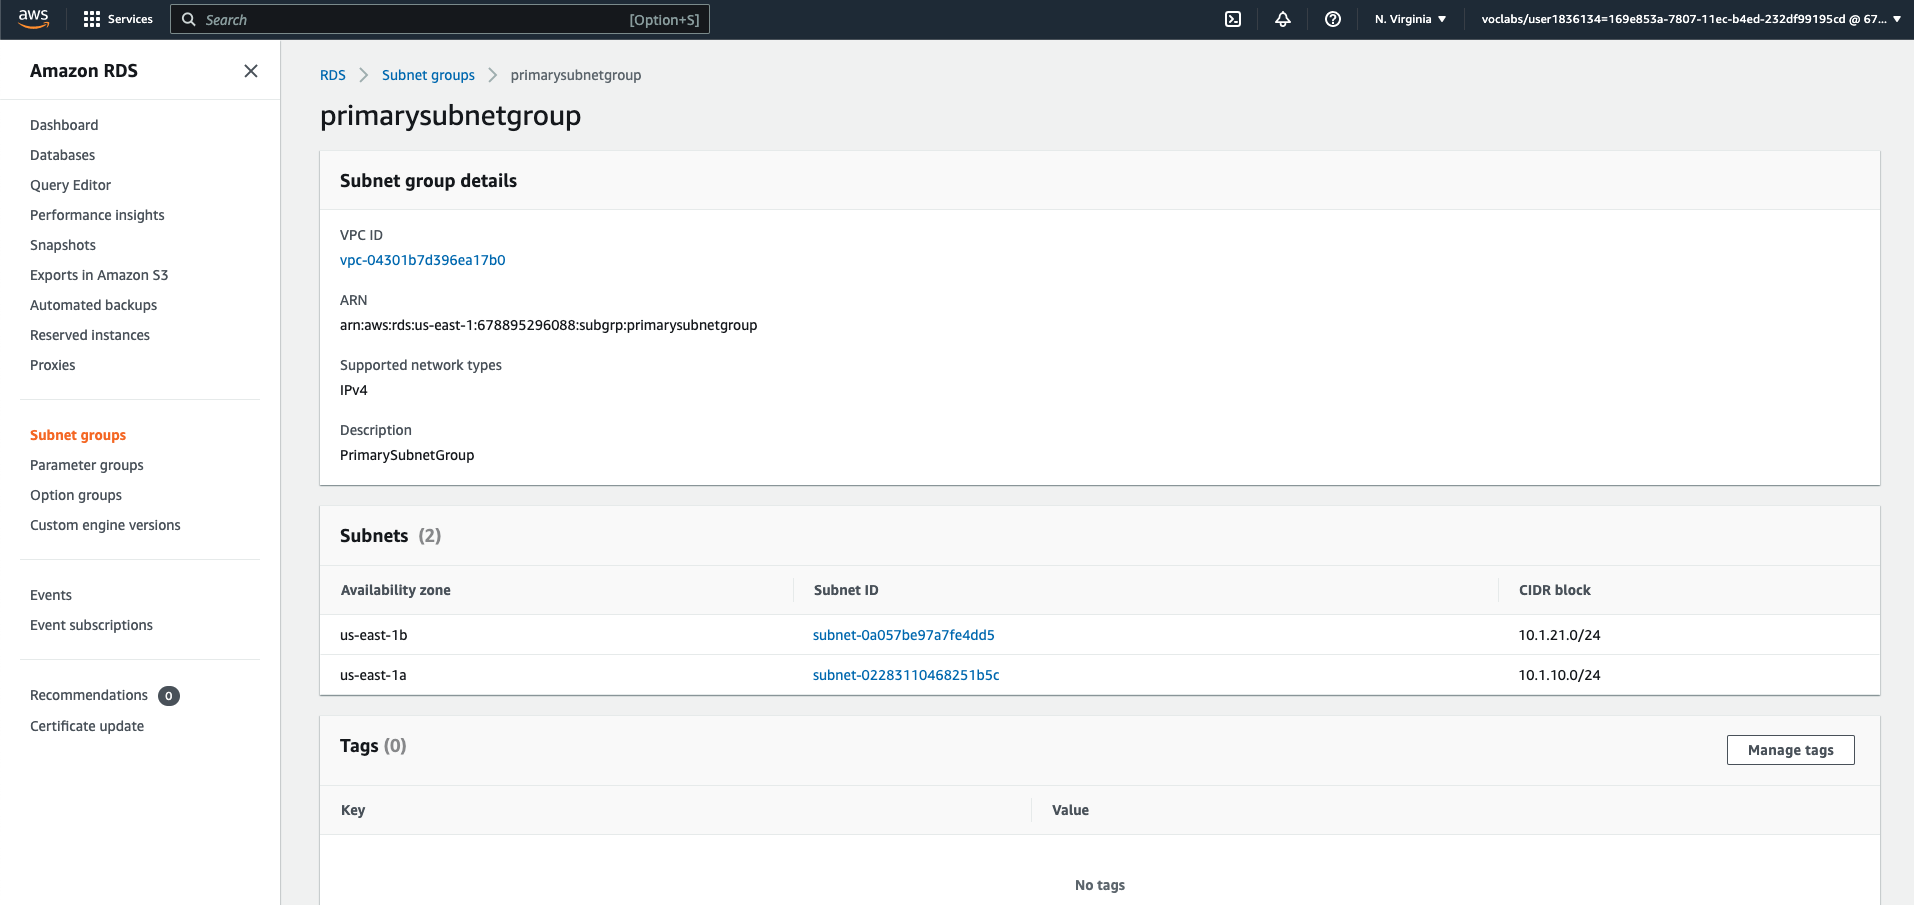 aws
Services
Search
[Option+S]
N. Virginia
voclabs/user1836134=169e853a-7807-11ec-b4ed-232df99195cd @ 67...
Amazon RDS
Dashboard
Databases
Query Editor
Performance insights
Snapshots
Exports in Amazon S3
Automated backups
Reserved instances
Proxies
Subnet groups
Parameter groups
Option groups
Custom engine versions
Events
Event subscriptions
Recommendations 0
Certificate update
RDS > Subnet groups > primarysubnetgroup
primarysubnetgroup
Subnet group details
VPC ID
vpc-04301b7d396ea17b0
ARN
arn:aws:rds:us-east-1:678895296088:subgrp:primarysubnetgroup
Supported network types
IPv4
Description
PrimarySubnetGroup
Subnets (2)
Availability zone Subnet ID CIDR block
us-east-1b subnet-0a057be97a7fe4dd5 10.1.21.0/24
us-east-1a subnet-02283110468251b5c 10.1.10.0/24
Tags (0)
Manage tags
Key Value
No tags